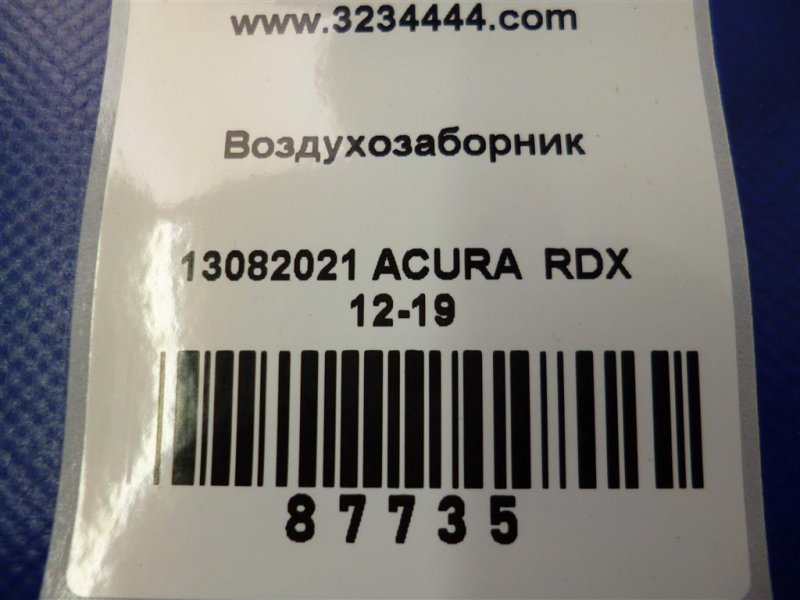 www.3234444.com
Воздухозаборник
13082021 ACURA RDX
12-19
87735